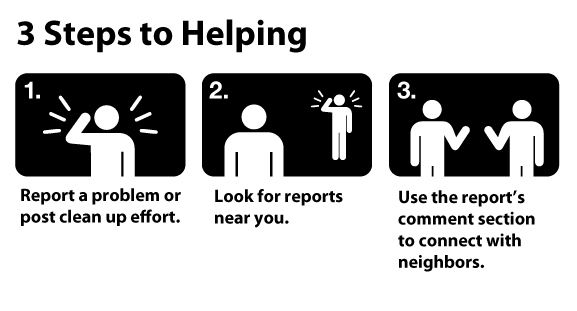 3 Steps to Helping
1.
2.
3.
Report a problem or
post clean up effort.
Look for reports
near you.
Use the report's
comment section
to connect with
neighbors.